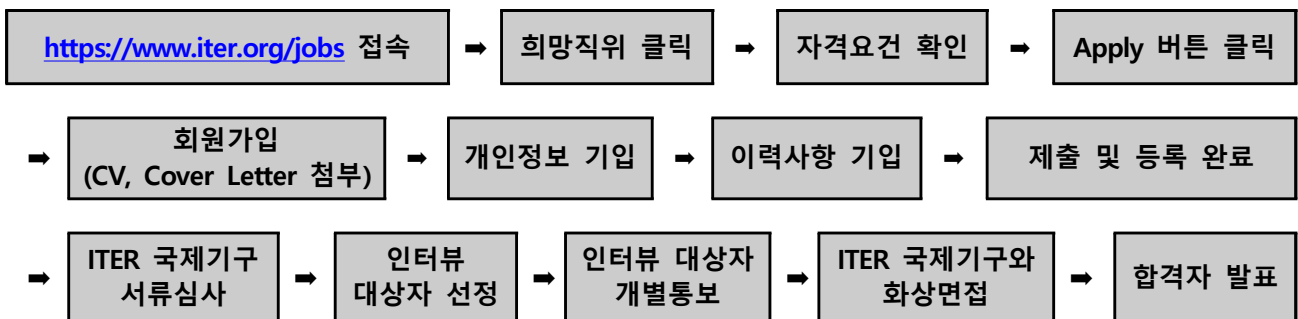 https://www.iter.org/jobs 접속 ➡ 희망직위 클릭 ➡ 자격요건 확인 ➡ Apply 버튼 클릭
➡ 회원가입
(CV, Cover Letter 첨부) ➡ 개인정보 기입 ➡ 이력사항 기입 ➡ 제출 및 등록 완료
➡ ITER 국제기구
서류심사 ➡ 인터뷰
대상자 선정 ➡ 인터뷰 대상자
개별통보 ➡ ITER 국제기구와
화상면접 ➡ 합격자 발표